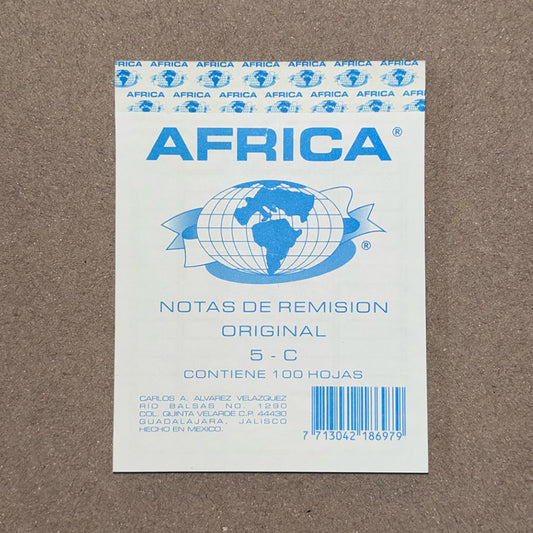 AFRICA AFRICA AFRICA AFRICA AFRICA AFRICA AFRICA
AFRICA AFRICA AFRICA AFRICA AFRICA AFRICA AFRICA
AFRICA®
®
NOTAS DE REMISION
ORIGINAL
5 - C
CONTIENE 100 HOJAS
CARLOS A. ALVAREZ VELAZQUEZ
RIO BALSAS NO. 1290
COL. QUINTA VELARDE C.P. 44430
GUADALAJARA, JALISCO
HECHO EN MEXICO.
7 713042 186979